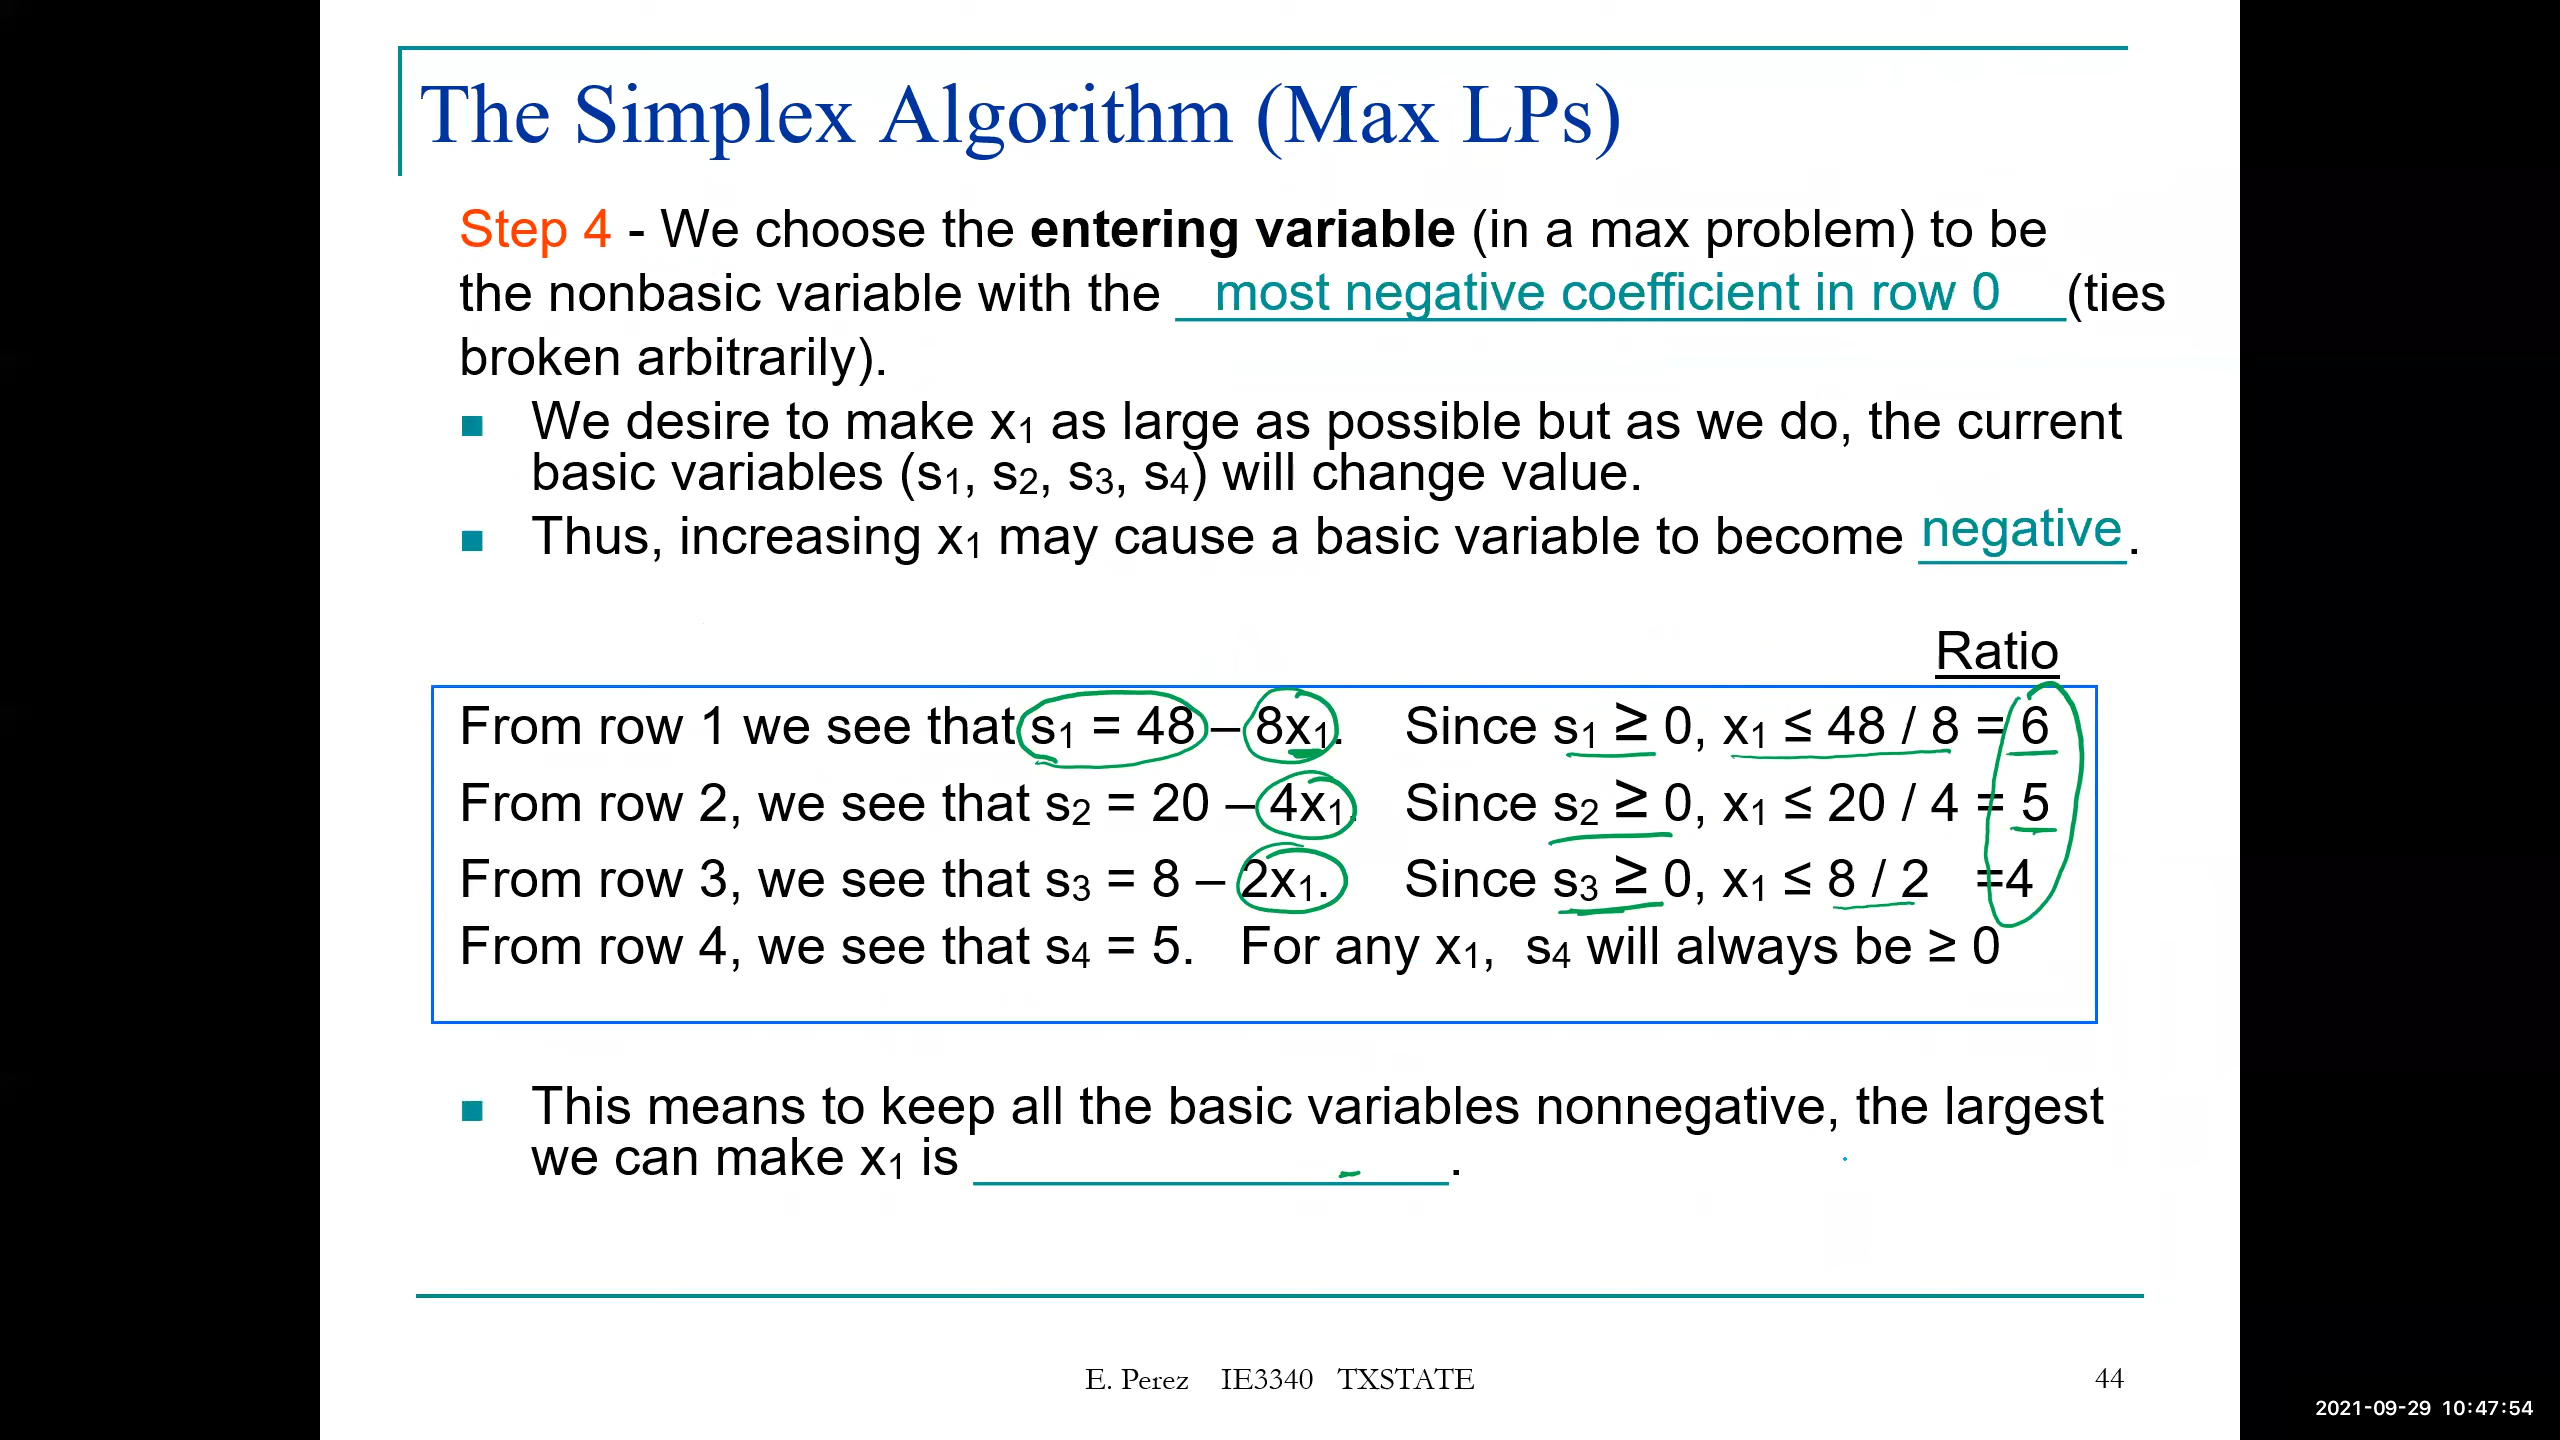 The Simplex Algorithm (Max LPs)
Step 4 - We choose the entering variable (in a max problem) to be
the nonbasic variable with the most negative coefficient in row 0 (ties
broken arbitrarily).
We desire to make x₁ as large as possible but as we do, the current
basic variables (s₁, s₂, s₃, s₄) will change value.
Thus, increasing x₁ may cause a basic variable to become negative.
Ratio
From row 1 we see that s₁ = 48 – 8x₁. Since s₁ ≥ 0, x₁ ≤ 48 / 8 = 6
From row 2, we see that s₂ = 20 – 4x₁. Since s₂ ≥ 0, x₁ ≤ 20 / 4 = 5
From row 3, we see that s₃ = 8 – 2x₁. Since s₃ ≥ 0, x₁ ≤ 8 / 2 =4
From row 4, we see that s₄ = 5. For any x₁, s₄ will always be ≥ 0
This means to keep all the basic variables nonnegative, the largest
we can make x₁ is ________________.
E. Perez IE3340 TXSTATE
44
2021-09-29 10:47:54